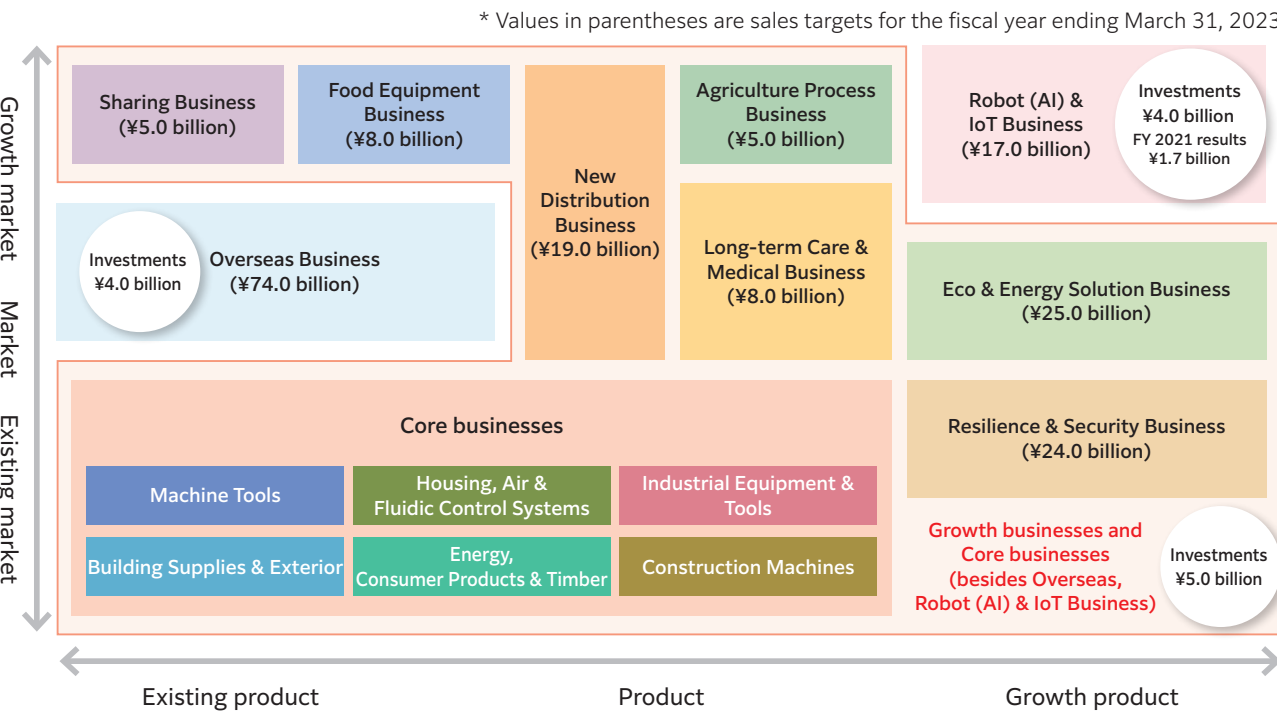 * Values in parentheses are sales targets for the fiscal year ending March 31, 2023
Growth market
Market
Existing market
Sharing Business
(¥5.0 billion)
Food Equipment
Business
(¥8.0 billion)
New
Distribution
Business
(¥19.0 billion)
Agriculture Process
Business
(¥5.0 billion)
Robot (AI) &
IoT Business
(¥17.0 billion)
Investments
¥4.0 billion
FY 2021 results
¥1.7 billion
Investments
¥4.0 billion
Overseas Business
(¥74.0 billion)
Long-term Care &
Medical Business
(¥8.0 billion)
Eco & Energy Solution Business
(¥25.0 billion)
Core businesses
Machine Tools
Housing, Air &
Fluidic Control Systems
Industrial Equipment &
Tools
Building Supplies & Exterior
Energy,
Consumer Products & Timber
Construction Machines
Resilience & Security Business
(¥24.0 billion)
Growth businesses and
Core businesses
(besides Overseas,
Robot (AI) & IoT Business)
Investments
¥5.0 billion
Existing product
Product
Growth product